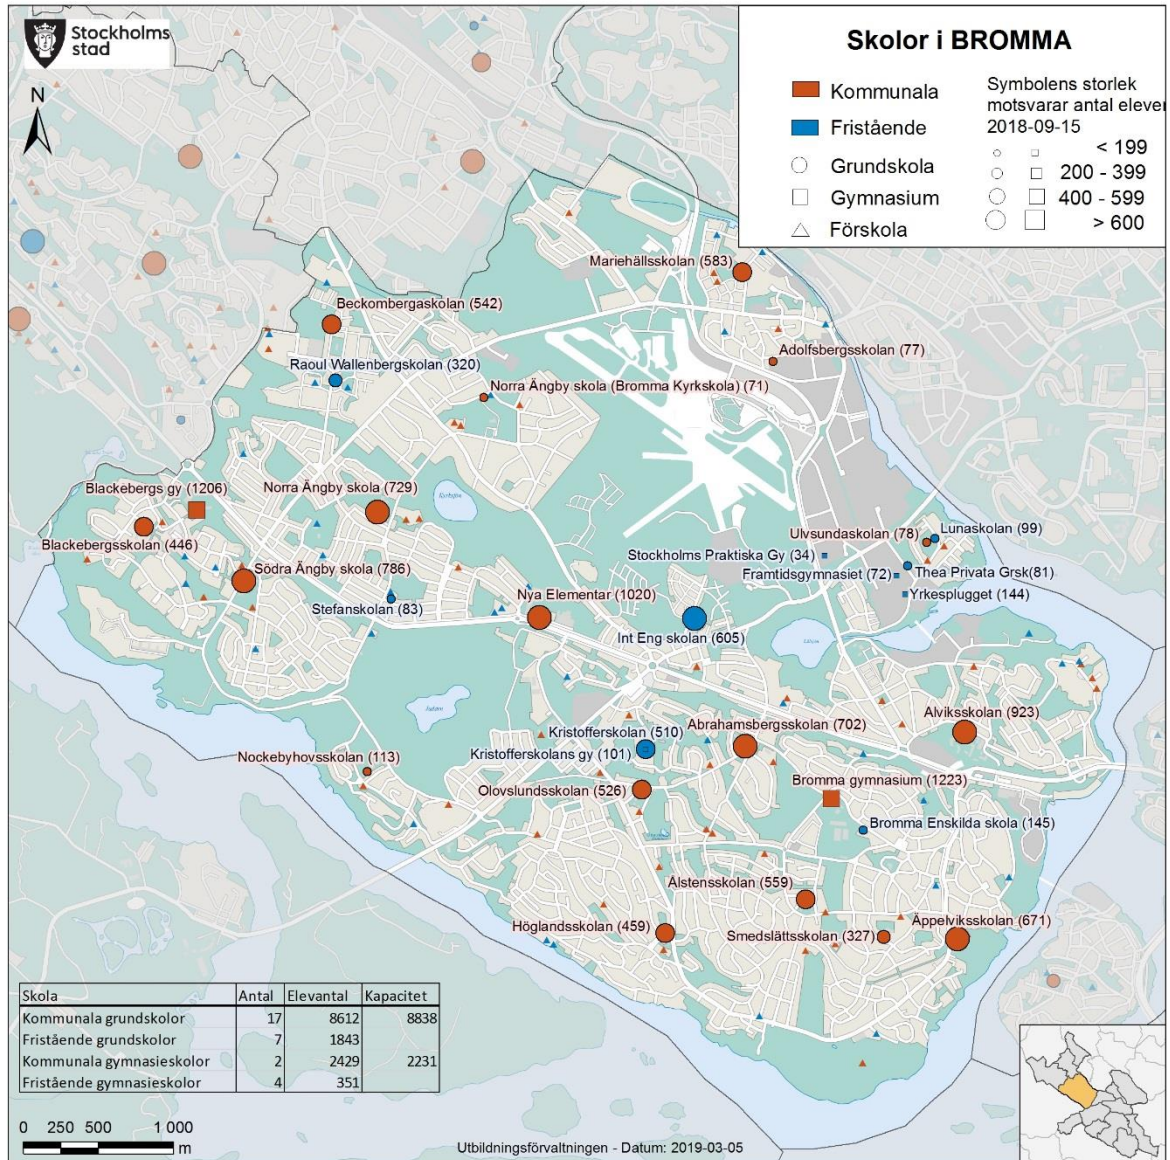 Stockholms
stad
N
Skolor i BROMMA
Kommunala
Fristående
Grundskola
Gymnasium
Förskola
Symbolens storlek
motsvarar antal elever
2018-09-15
< 199
200 - 399
400 - 599
> 600
Mariehällsskolan (583)
Beckombergaskolan (542)
Adolfsbergsskolan (77)
Raoul Wallenbergskolan (320)
Norra Ängby skola (Bromma Kyrkskola) (71)
Blackebergs gy (1206)
Norra Ängby skola (729)
Blackebergsskolan (446)
Ulvsundaskolan (78)
Lunaskolan (99)
Stockholms Praktiska Gy (34)
Södra Ängby skola (786)
Framtidsgymnasiet (72)
Thea Privata Grsk(81)
Nya Elementar (1020)
Yrkesplugget (144)
Stefanskolan (83)
Int Eng skolan (605)
Kristofferskolan (510)
Abrahamsbergsskolan (702)
Alviksskolan (923)
Kristofferskolans gy (101)
Nockebyhovsskolan (113)
Bromma gymnasium (1223)
Olovslundsskolan (526)
Bromma Enskilda skola (145)
Ålstensskolan (559)
Höglandsskolan (459)
Smedslättsskolan (327)
Äppelviksskolan (671)
Skola Antal Elevantal Kapacitet
Kommunala grundskolor 17 8612 8838
Fristående grundskolor 7 1843
Kommunala gymnasieskolor 2 2429 2231
Fristående gymnasieskolor 4 351
0 250 500 1 000
m
Utbildningsförvaltningen - Datum: 2019-03-05